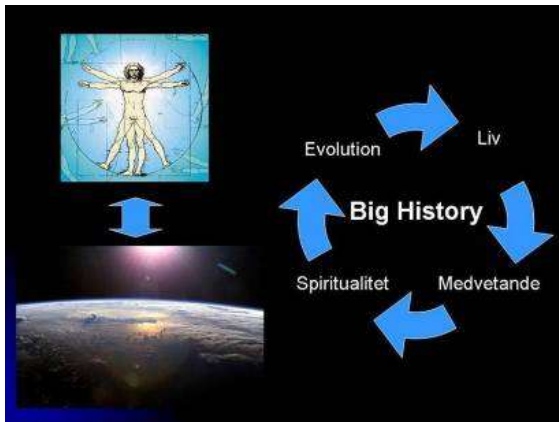 Evolution
Liv
Big History
Spiritualitet
Medvetande